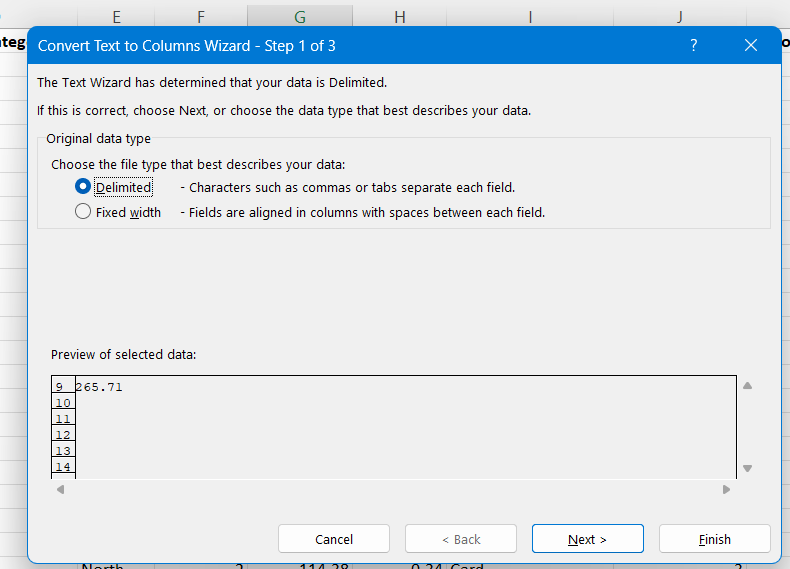 E F G H I J
teg
Convert Text to Columns Wizard - Step 1 of 3 ?
The Text Wizard has determined that your data is Delimited.
If this is correct, choose Next, or choose the data type that best describes your data.
Original data type
Choose the file type that best describes your data:
Delimited - Characters such as commas or tabs separate each field.
Fixed width - Fields are aligned in columns with spaces between each field.
Preview of selected data:
9 265.71
10
11
12
13
14
Cancel < Back Next > Finish
North 2 114.28 0.24 Card